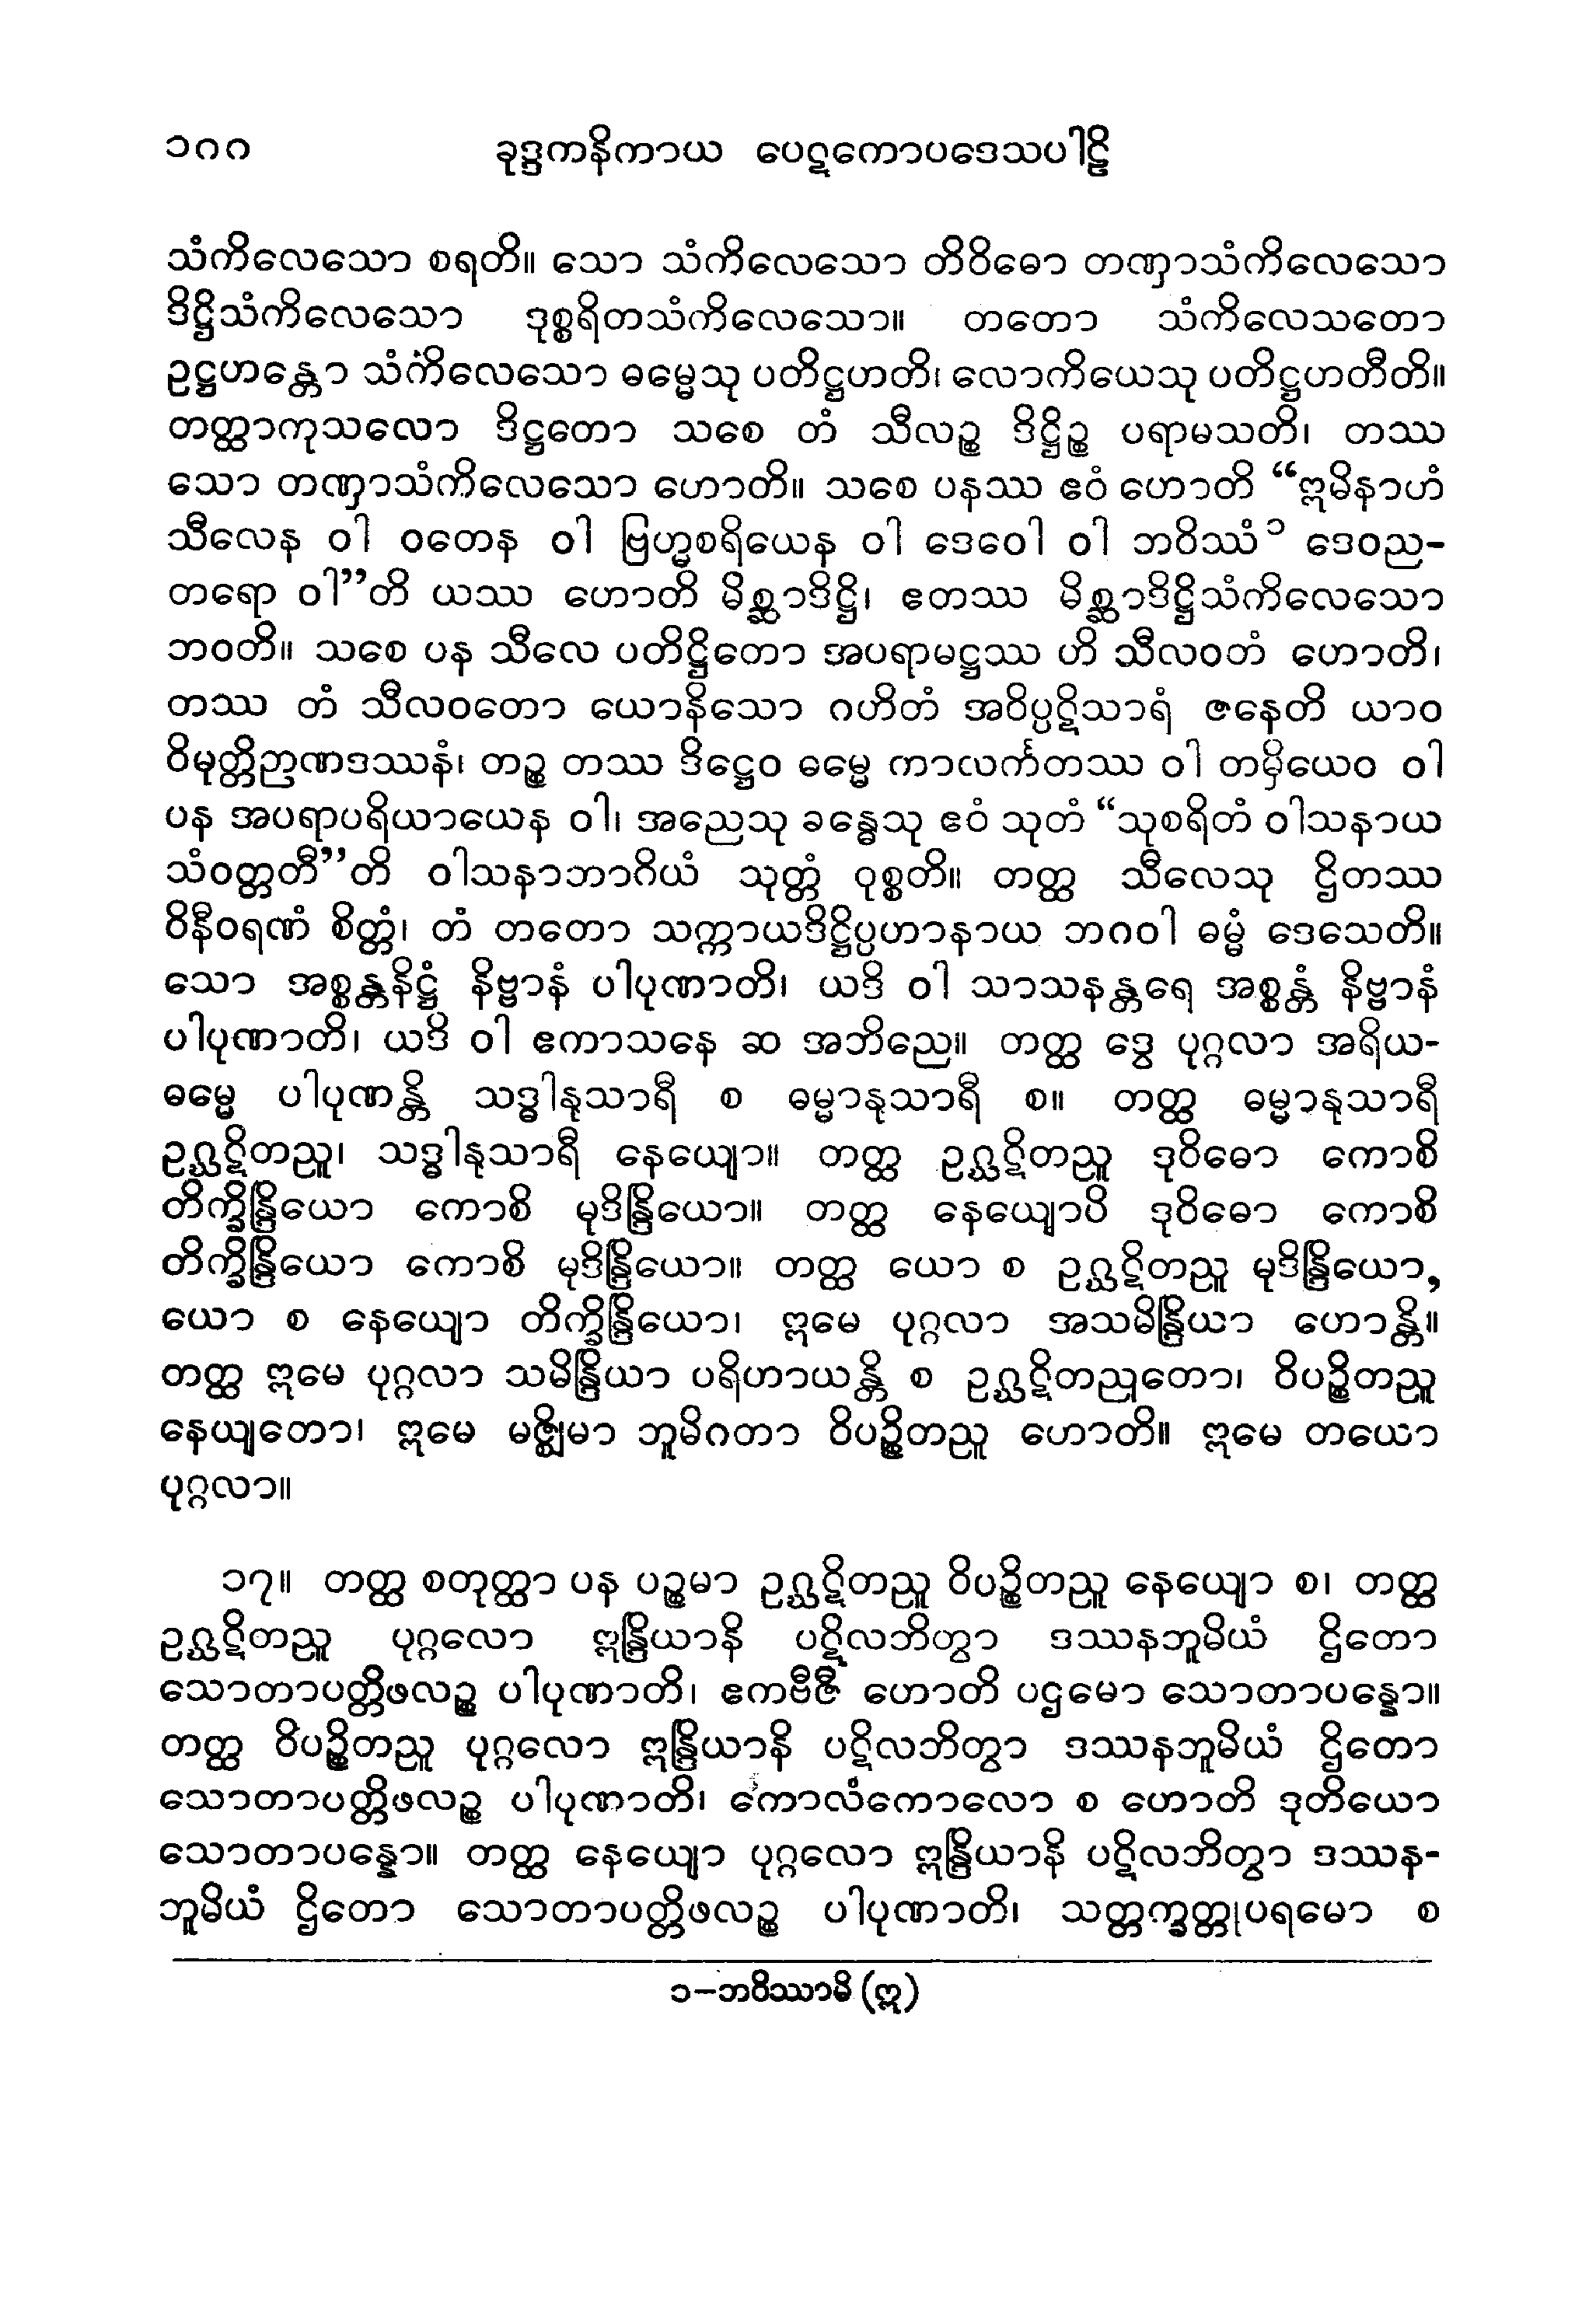 ၁၈၈ ခုဒ္ဒကနိကာယ ပေဋကောပဒေသပါဠိ
သံကိလေသော စရတိ။ သော သံကိလေသော တိဝိဓော တဏှာသံကိလေသော
ဒိဋ္ဌိသံကိလေသော ဒုစ္စရိတသံကိလေသော။ တတော သံကိလေသတော
ဥဋ္ဌဟန္တော သံကိလေသော ဓမ္မေသု ပတိဋ္ဌဟတိ၊ လောကိယေသု ပတိဋ္ဌဟတီတိ။
တတ္ထာကုသလော ဒိဋ္ဌတော သစေ တံ သီလဉ္စ ဒိဋ္ဌိဉ္စ ပရာမသတိ၊ တဿ
သော တဏှာသံကိလေသော ဟောတိ။ သစေ ပနဿ ဧဝံ ဟောတိ “ဣမိနာဟံ
သီလေန ဝါ ဝတေန ဝါ ဗြဟ္မစရိယေန ဝါ ဒေဝေါ ဝါ ဘဝိဿံ၁ ဒေဝည-
တရော ဝါ”တိ ယဿ ဟောတိ မိစ္ဆာဒိဋ္ဌိ၊ ဧတဿ မိစ္ဆာဒိဋ္ဌိသံကိလေသော
ဘဝတိ။ သစေ ပန သီလေ ပတိဋ္ဌိတော အပရာမဋ္ဌဿ ဟိ သီလဝတံ ဟောတိ၊
တဿ တံ သီလဝတော ယောနိသော ဂဟိတံ အဝိပ္ပဋိသာရံ ဇနေတိ ယာဝ
ဝိမုတ္တိဉာဏဒဿနံ၊ တဉ္စ တဿ ဒိဋ္ဌေဝ ဓမ္မေ ကာလင်္ကတဿ ဝါ တမှိယေဝ ဝါ
ပန အပရာပရိယာယေန ဝါ၊ အညေသု ခန္ဓေသု ဧဝံ သုတံ “သုစရိတံ ဝါသနာယ
သံဝတ္တတီ”တိ ဝါသနာဘာဂိယံ သုတ္တံ ဝုစ္စတိ။ တတ္ထ သီလေသု ဌိတဿ
ဝိနီဝရဏံ စိတ္တံ၊ တံ တတော သက္ကာယဒိဋ္ဌိပ္ပဟာနာယ ဘဂဝါ ဓမ္မံ ဒေသေတိ။
သော အစ္စန္တနိဋ္ဌံ နိဗ္ဗာနံ ပါပုဏာတိ၊ ယဒိ ဝါ သာသနန္တရေ အစ္စန္တံ နိဗ္ဗာနံ
ပါပုဏာတိ၊ ယဒိ ဝါ ဧကာသနေ ဆ အဘိညေ။ တတ္ထ ဒွေ ပုဂ္ဂလာ အရိယ-
ဓမ္မေ ပါပုဏန္တိ သဒ္ဓါနုသာရီ စ ဓမ္မာနုသာရီ စ။ တတ္ထ ဓမ္မာနုသာရီ
ဥဂ္ဃဋိတညူ၊ သဒ္ဓါနုသာရီ နေယျော။ တတ္ထ ဥဂ္ဃဋိတညူ ဒုဝိဓော ကောစိ
တိက္ခိန္ဒြိယော ကောစိ မုဒိန္ဒြိယော။ တတ္ထ နေယျောပိ ဒုဝိဓော ကောစိ
တိက္ခိန္ဒြိယော ကောစိ မုဒိန္ဒြိယော။ တတ္ထ ယော စ ဥဂ္ဃဋိတညူ မုဒိန္ဒြိယော,
ယော စ နေယျော တိက္ခိန္ဒြိယော၊ ဣမေ ပုဂ္ဂလာ အသမိန္ဒြိယာ ဟောန္တိ။
တတ္ထ ဣမေ ပုဂ္ဂလာ သမိန္ဒြိယာ ပရိဟာယန္တိ စ ဥဂ္ဃဋိတညုတော၊ ဝိပဉ္စိတညူ
နေယျတော၊ ဣမေ မဇ္ဈိမာ ဘူမိဂတာ ဝိပဉ္စိတညူ ဟောတိ။ ဣမေ တယော
ပုဂ္ဂလာ။
၁၇။ တတ္ထ စတုတ္ထာ ပန ပဉ္စမာ ဥဂ္ဃဋိတညူ ဝိပဉ္စိတညူ နေယျော စ၊ တတ္ထ
ဥဂ္ဃဋိတညူ ပုဂ္ဂလော ဣန္ဒြိယာနိ ပဋိလဘိတွာ ဒဿနဘူမိယံ ဌိတော
သောတာပတ္တိဖလဉ္စ ပါပုဏာတိ၊ ဧကဗီဇီ ဟောတိ ပဌမော သောတာပန္နော။
တတ္ထ ဝိပဉ္စိတညူ ပုဂ္ဂလော ဣန္ဒြိယာနိ ပဋိလဘိတွာ ဒဿနဘူမိယံ ဌိတော
သောတာပတ္တိဖလဉ္စ ပါပုဏာတိ၊ ကောလံကောလော စ ဟောတိ ဒုတိယော
သောတာပန္နော။ တတ္ထ နေယျော ပုဂ္ဂလော ဣန္ဒြိယာနိ ပဋိလဘိတွာ ဒဿန-
ဘူမိယံ ဌိတော သောတာပတ္တိဖလဉ္စ ပါပုဏာတိ၊ သတ္တက္ခတ္တုပရမော စ
၁-ဘဝိဿာမိ (ဣ)